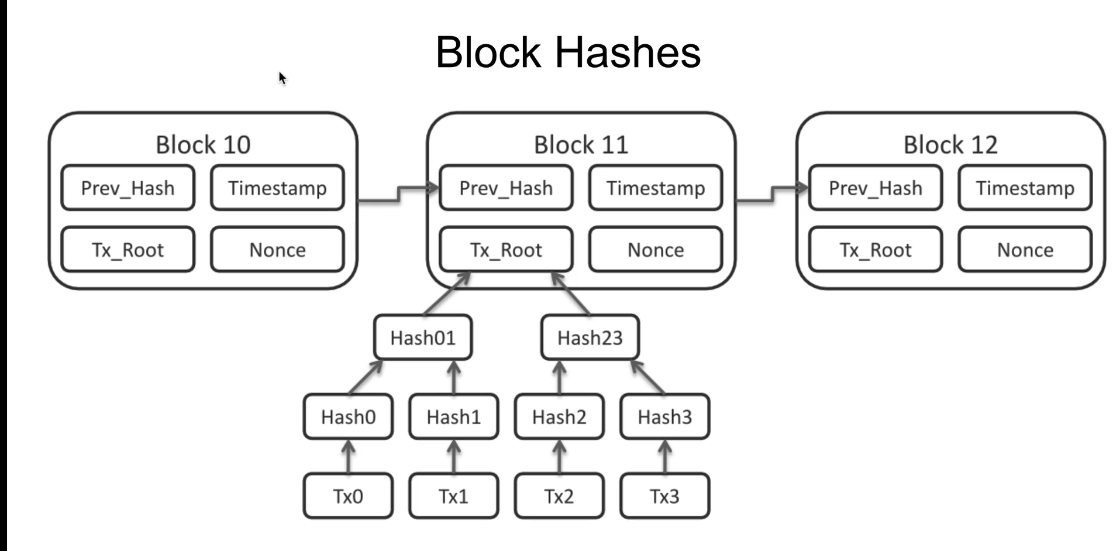 Block Hashes
Block 10
Prev_Hash Timestamp
Tx_Root Nonce
Block 11
Prev_Hash Timestamp
Tx_Root Nonce
Block 12
Prev_Hash Timestamp
Tx_Root Nonce
Hash01 Hash23
Hash0 Hash1 Hash2 Hash3
Tx0 Tx1 Tx2 Tx3